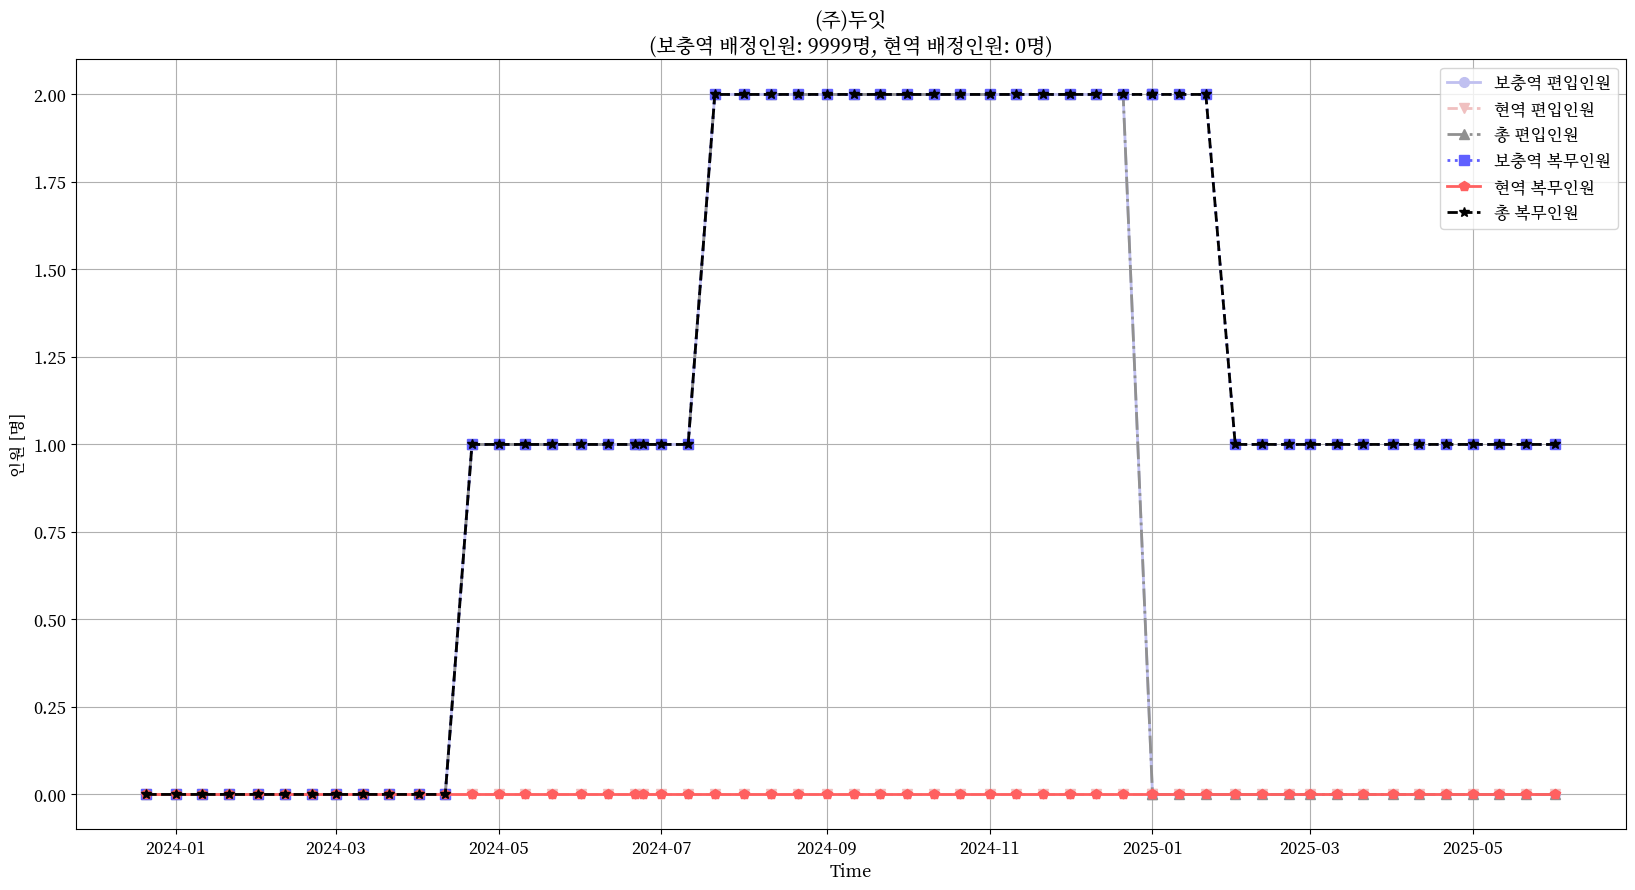 (주)두잇
(보충역 배정인원: 9999명, 현역 배정인원: 0명)
보충역 편입인원
현역 편입인원
총 편입인원
보충역 복무인원
현역 복무인원
총 복무인원
인원 [명]
2.00
1.75
1.50
1.25
1.00
0.75
0.50
0.25
0.00
2024-01 2024-03 2024-05 2024-07 2024-09 2024-11 2025-01 2025-03 2025-05
Time